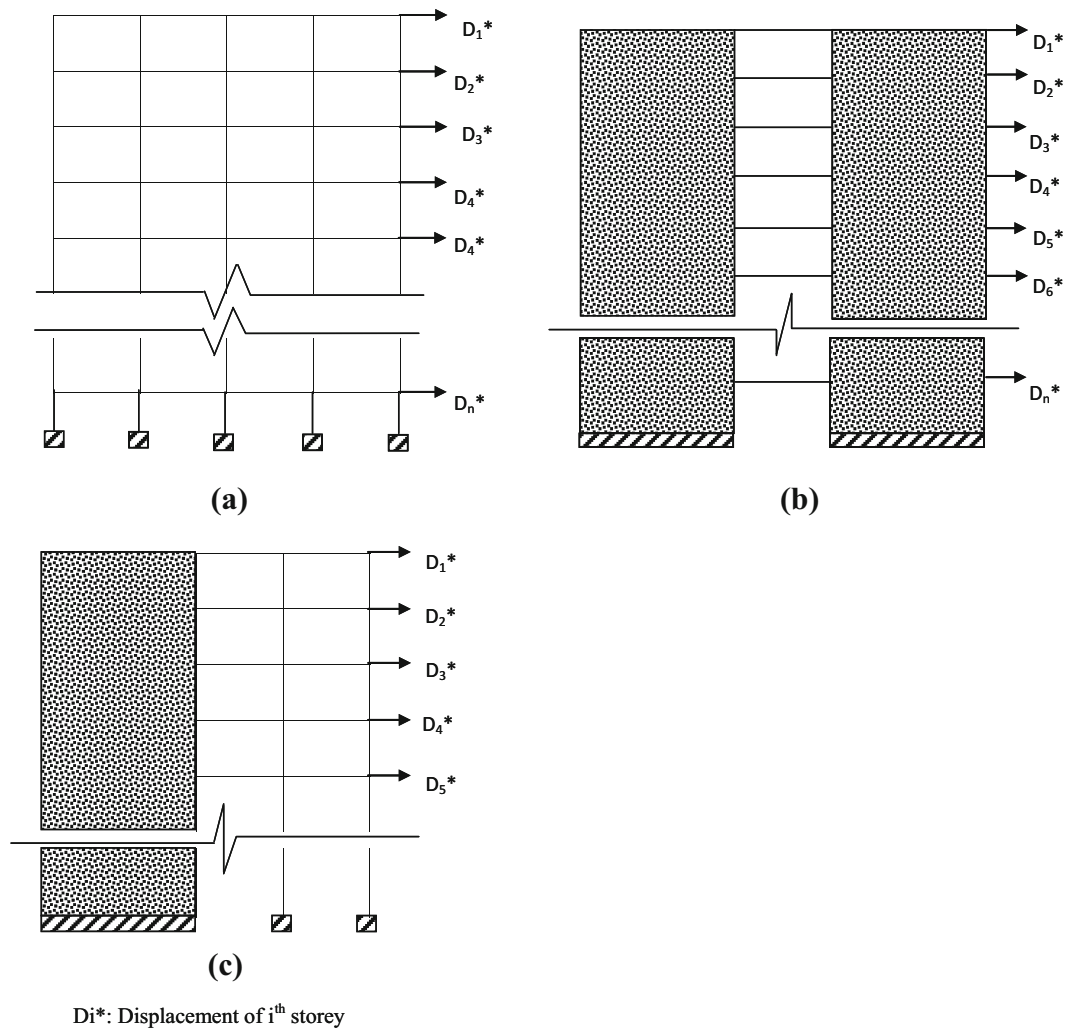 D1*
D2*
D3*
D4*
D4*
Dn*
(a)
D1*
D2*
D3*
D4*
D5*
D6*
Dn*
(b)
D1*
D2*
D3*
D4*
D5*
(c)
Di*: Displacement of ith storey